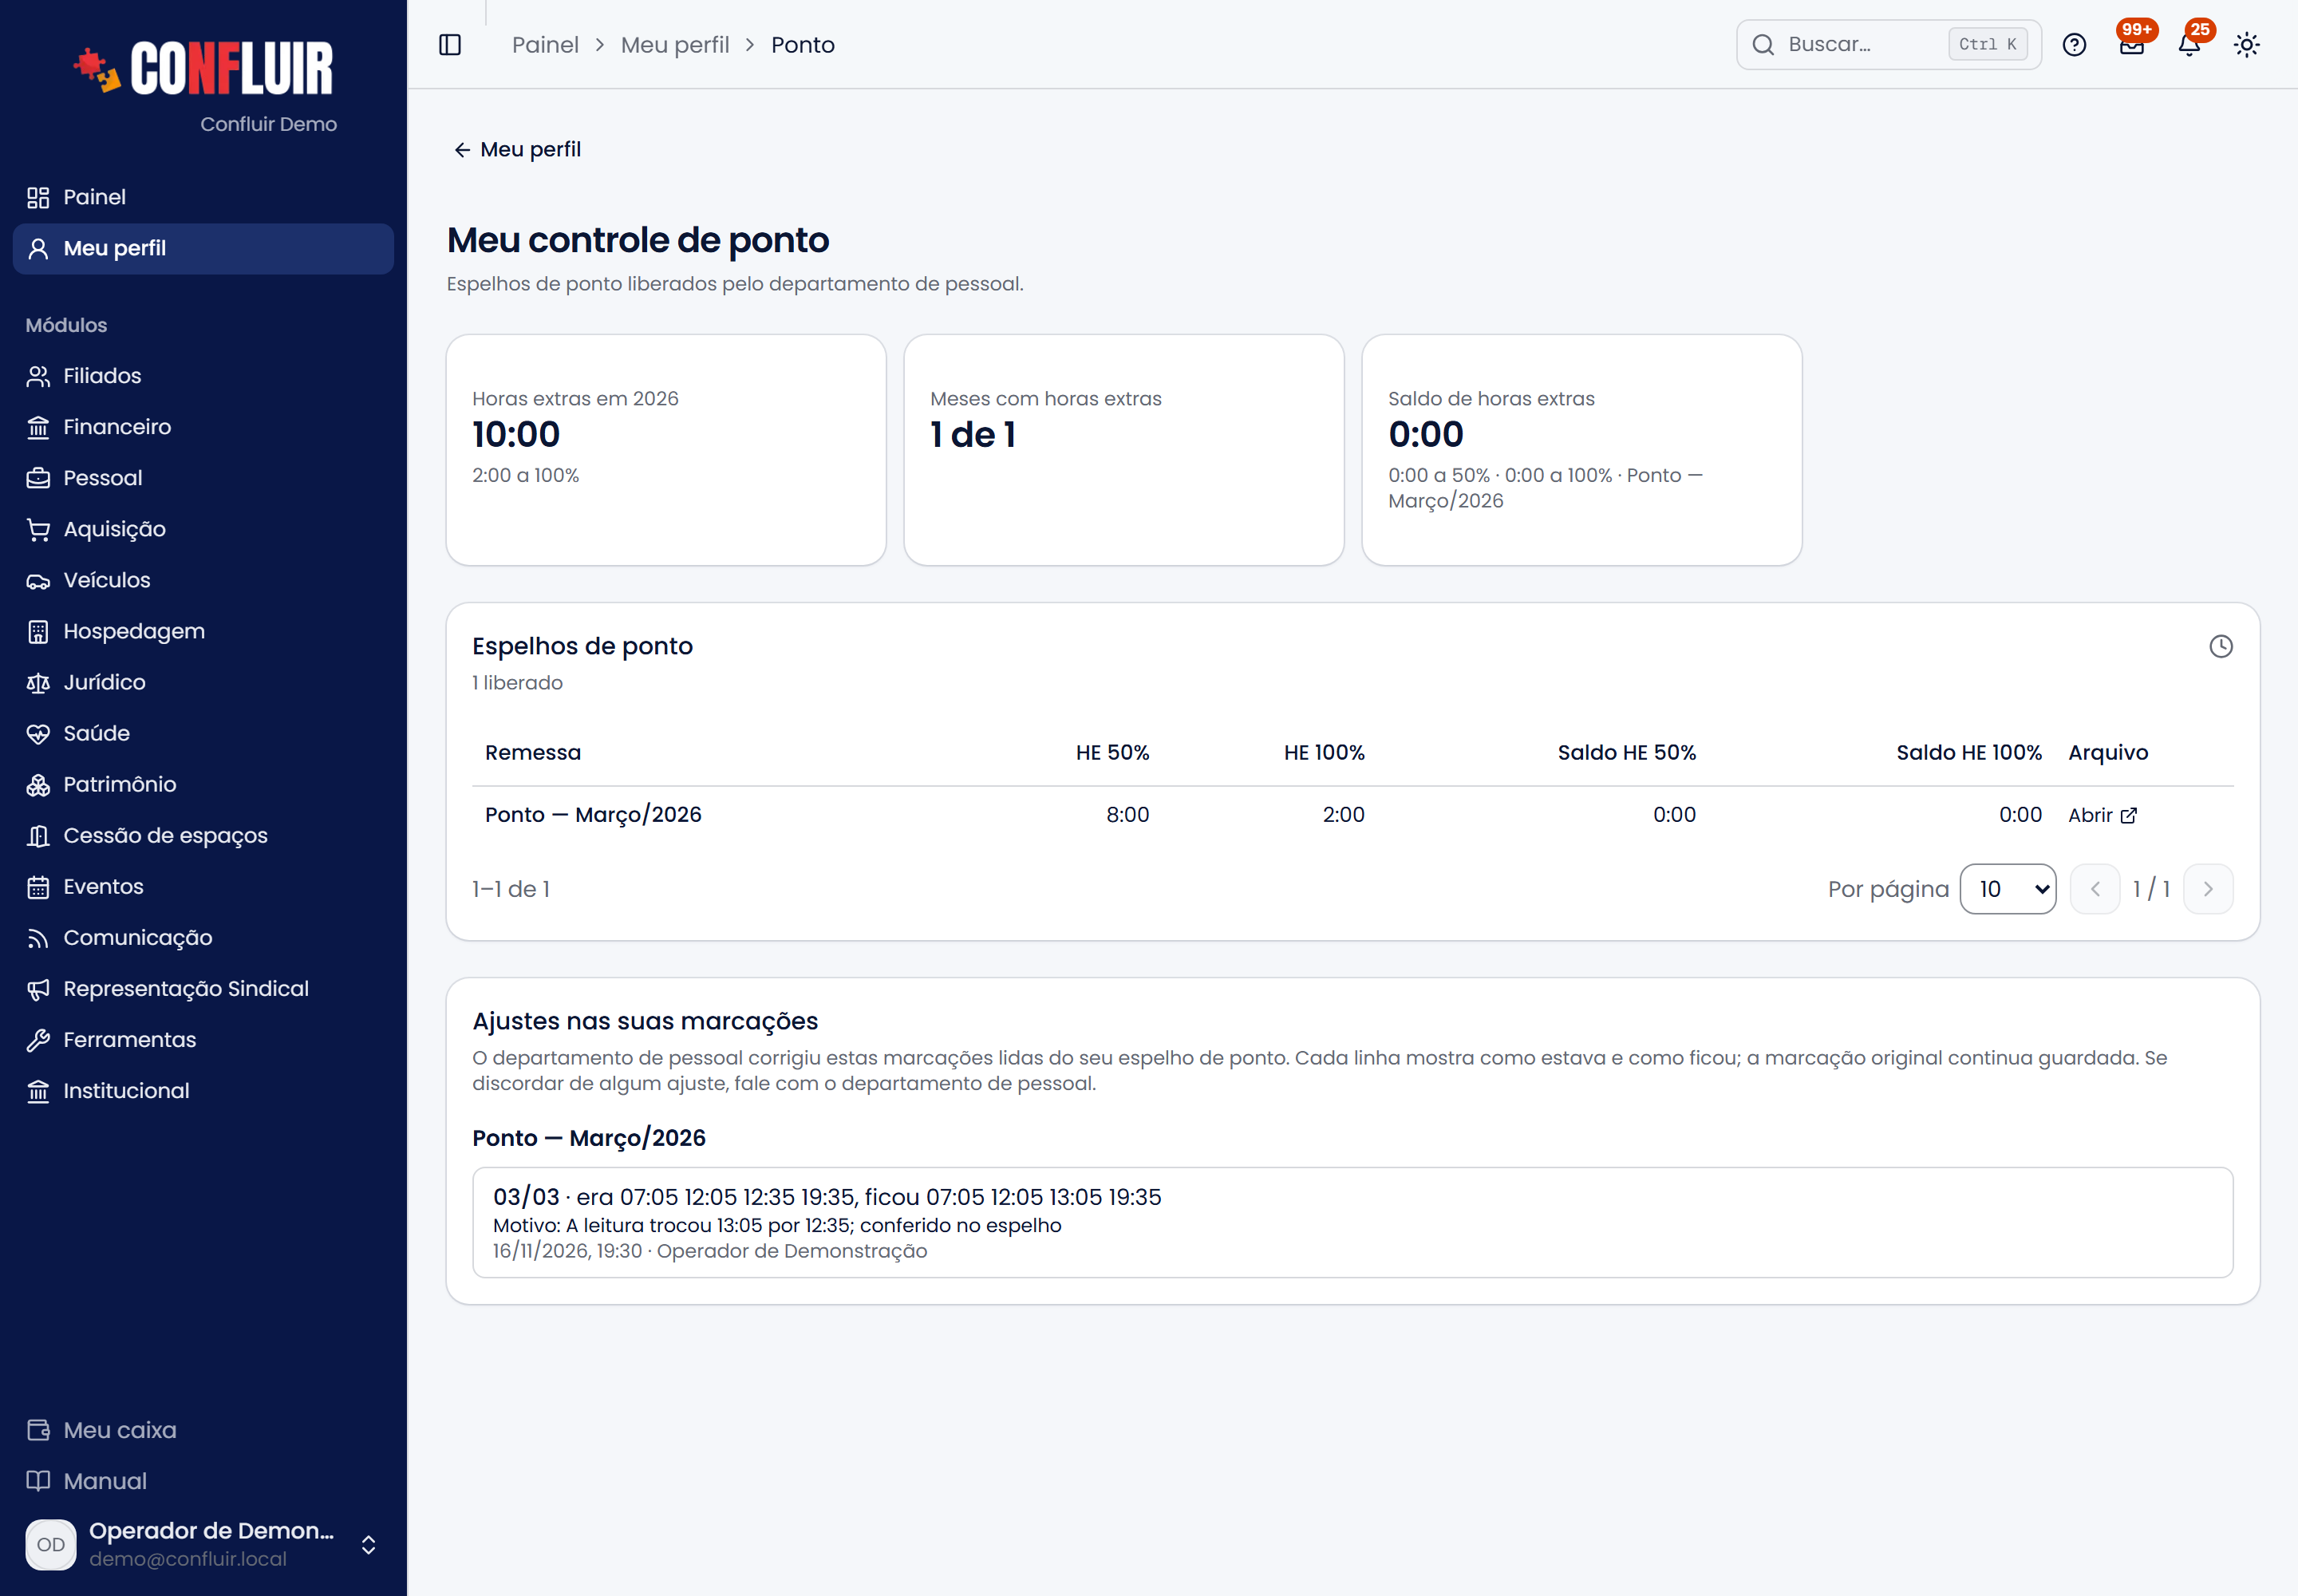 CONFLUIR
Confluir Demo
Painel
Meu perfil
Módulos
Filiados
Financeiro
Pessoal
Aquisição
Veículos
Hospedagem
Jurídico
Saúde
Patrimônio
Cessão de espaços
Eventos
Comunicação
Representação Sindical
Ferramentas
Institucional
Meu caixa
Manual
OD
Operador de Demon...
demo@confluir.local
Painel > Meu perfil > Ponto
Buscar... Ctrl K
99+
25
← Meu perfil
Meu controle de ponto
Espelhos de ponto liberados pelo departamento de pessoal.
Horas extras em 2026
10:00
2:00 a 100%
Meses com horas extras
1 de 1
Saldo de horas extras
0:00
0:00 a 50% · 0:00 a 100% · Ponto —
Março/2026
Espelhos de ponto
1 liberado
Remessa HE 50% HE 100% Saldo HE 50% Saldo HE 100% Arquivo
Ponto — Março/2026 8:00 2:00 0:00 0:00 Abrir
1–1 de 1 Por página 10 1 / 1
Ajustes nas suas marcações
O departamento de pessoal corrigiu estas marcações lidas do seu espelho de ponto. Cada linha mostra como estava e como ficou; a marcação original continua guardada. Se
discordar de algum ajuste, fale com o departamento de pessoal.
Ponto — Março/2026
03/03 · era 07:05 12:05 12:35 19:35, ficou 07:05 12:05 13:05 19:35
Motivo: A leitura trocou 13:05 por 12:35; conferido no espelho
16/11/2026, 19:30 · Operador de Demonstração